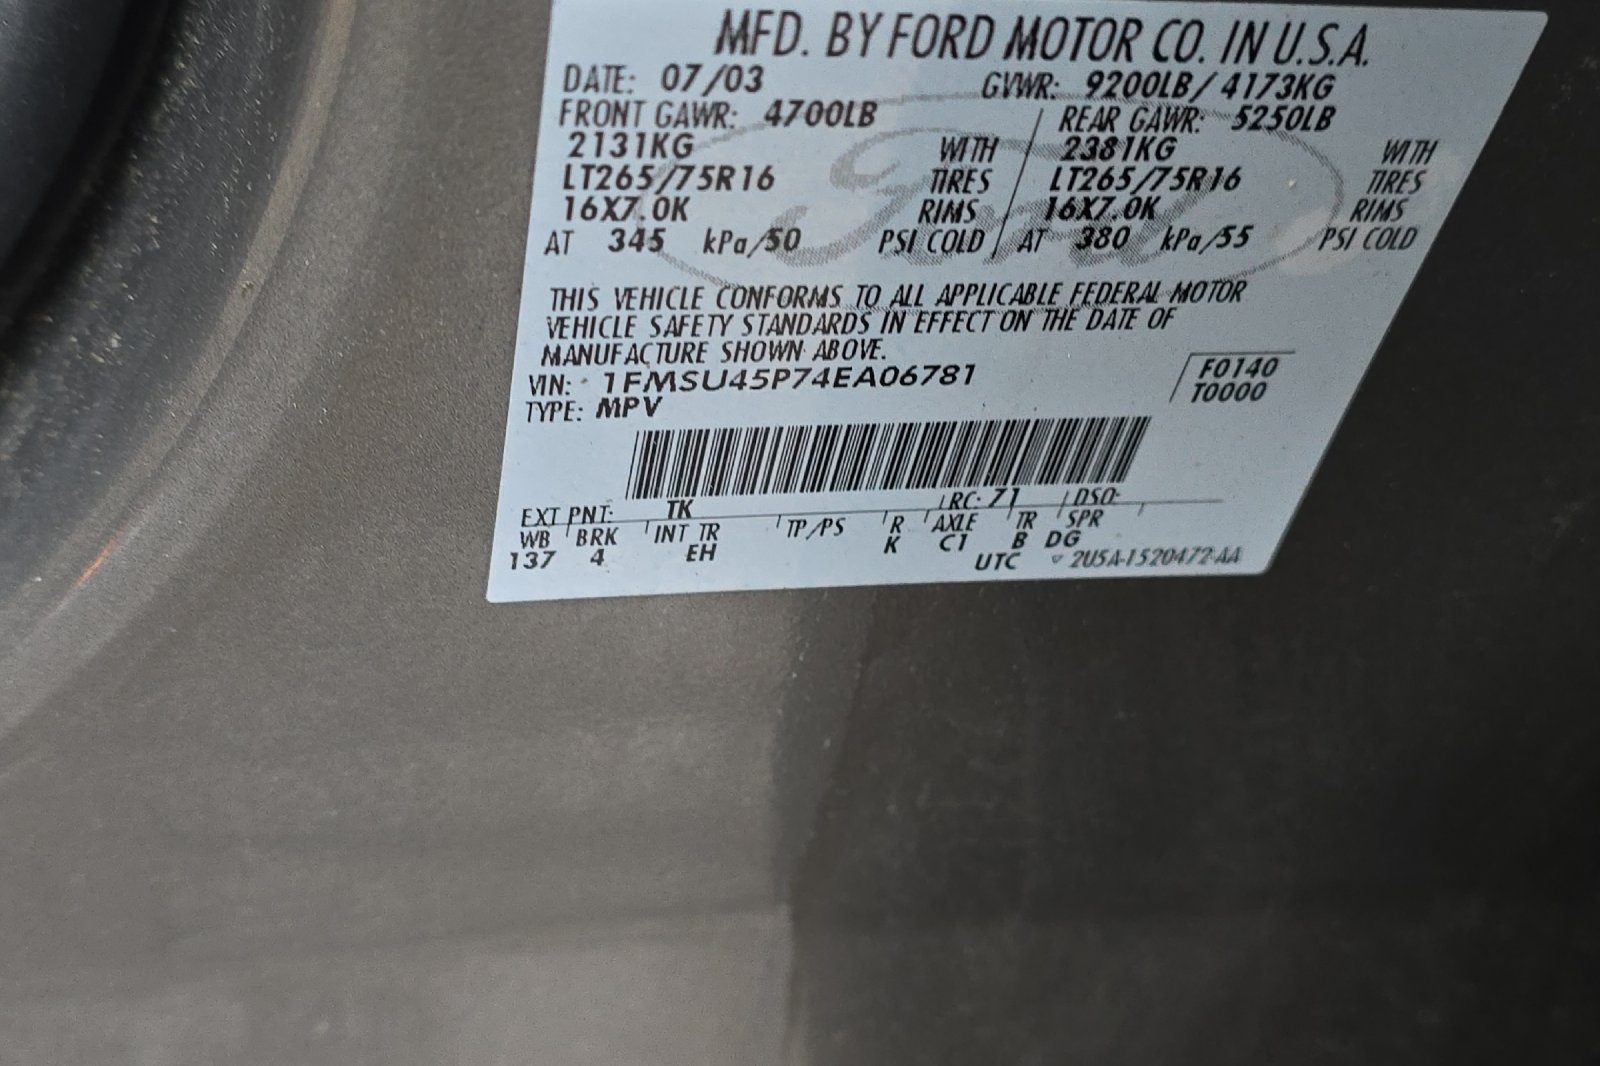 MFD. BY FORD MOTOR CO. IN U.S.A.
DATE: 07/03 GVWR: 9200LB/ 4173KG
FRONT GAWR: 4700LB REAR GAWR: 5250LB
2131KG WITH 2381KG WITH
LT265/75R16 TIRES LT265/75R16 TIRES
16X7.0K RIMS 16X7.0K RIMS
AT 345 kPa/50 PSI COLD AT 380 kPa/55 PSI COLD
Ford
THIS VEHICLE CONFORMS TO ALL APPLICABLE FEDERAL MOTOR
VEHICLE SAFETY STANDARDS IN EFFECT ON THE DATE OF
MANUFACTURE SHOWN ABOVE.
VIN: 1FMSU45P74EA06781
F0140
TYPE: MPV
T0000
EXT PNT: TK RC: 71 DSO:
WB BRK INT TR TP/PS R AXLE TR SPR
137 4 EH K C1 B DG
UTC 2U5A-1520472-AA